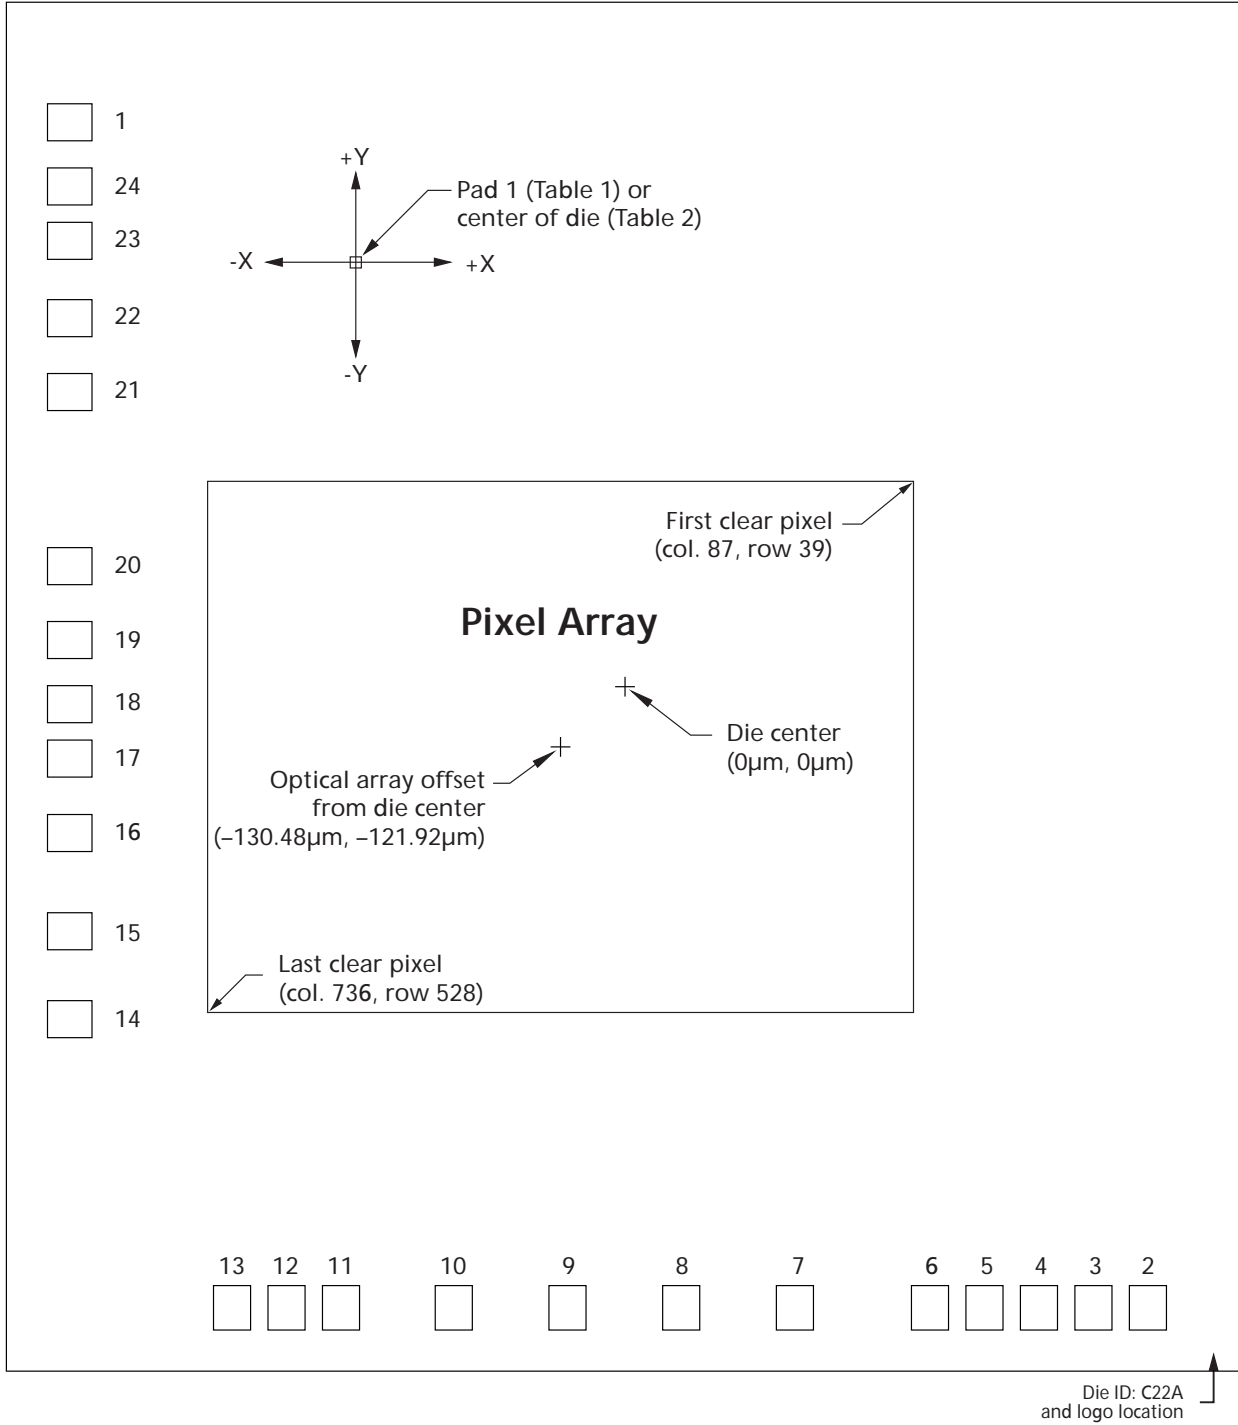 1
24
23
22
21
+Y
-X
+X
-Y
Pad 1 (Table 1) or
center of die (Table 2)
First clear pixel
(col. 87, row 39)
Pixel Array
20
19
18
17
16
15
14
Die center
(0µm, 0µm)
Optical array offset
from die center
(–130.48µm, –121.92µm)
Last clear pixel
(col. 736, row 528)
13 12 11 10 9 8 7 6 5 4 3 2
Die ID: C22A
and logo location